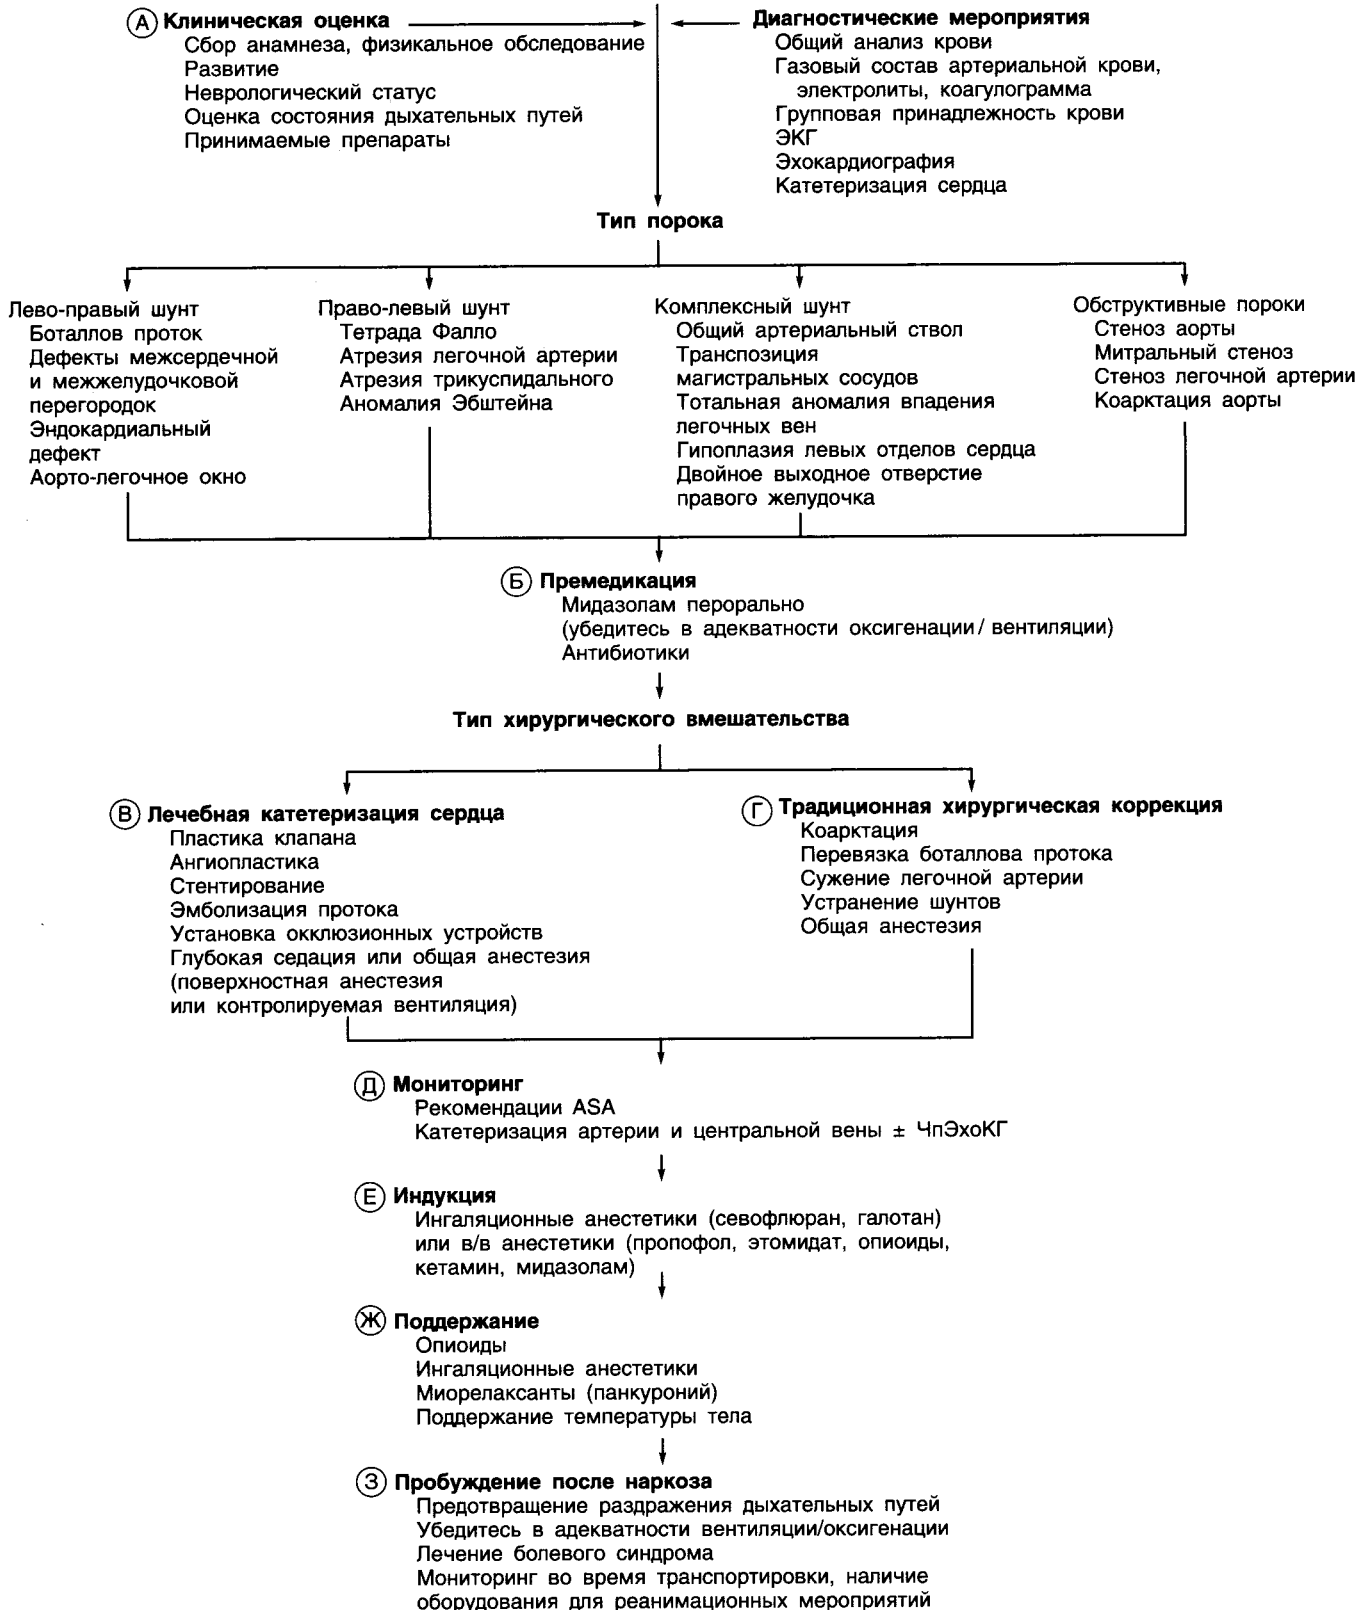 А Клиническая оценка
Сбор анамнеза, физикальное обследование
Развитие
Неврологический статус
Оценка состояния дыхательных путей
Принимаемые препараты
Диагностические мероприятия
Общий анализ крови
Газовый состав артериальной крови,
электролиты, коагулограмма
Групповая принадлежность крови
ЭКГ
Эхокардиография
Катетеризация сердца
Тип порока
Лево-правый шунт
Боталлов проток
Дефекты межсердечной
и межжелудочковой
перегородок
Эндокардиальный
дефект
Аорто-легочное окно
Право-левый шунт
Тетрада Фалло
Атрезия легочной артерии
Атрезия трикуспидального
Аномалия Эбштейна
Комплексный шунт
Общий артериальный ствол
Транспозиция
магистральных сосудов
Тотальная аномалия впадения
легочных вен
Гипоплазия левых отделов сердца
Двойное выходное отверстие
правого желудочка
Обструктивные пороки
Стеноз аорты
Митральный стеноз
Стеноз легочной артерии
Коарктация аорты
Б Премедикация
Мидазолам перорально
(убедитесь в адекватности оксигенации/ вентиляции)
Антибиотики
Тип хирургического вмешательства
В Лечебная катетеризация сердца
Пластика клапана
Ангиопластика
Стентирование
Эмболизация протока
Установка окклюзионных устройств
Глубокая седация или общая анестезия
(поверхностная анестезия
или контролируемая вентиляция)
Г Традиционная хирургическая коррекция
Коарктация
Перевязка боталлова протока
Сужение легочной артерии
Устранение шунтов
Общая анестезия
Д Мониторинг
Рекомендации ASA
Катетеризация артерии и центральной вены ± ЧпЭхоКГ
Е Индукция
Ингаляционные анестетики (севофлюран, галотан)
или в/в анестетики (пропофол, этомидат, опиоиды,
кетамин, мидазолам)
Ж Поддержание
Опиоиды
Ингаляционные анестетики
Миорелаксанты (панкуроний)
Поддержание температуры тела
З Пробуждение после наркоза
Предотвращение раздражения дыхательных путей
Убедитесь в адекватности вентиляции/оксигенации
Лечение болевого синдрома
Мониторинг во время транспортировки, наличие
оборудования для реанимационных мероприятий